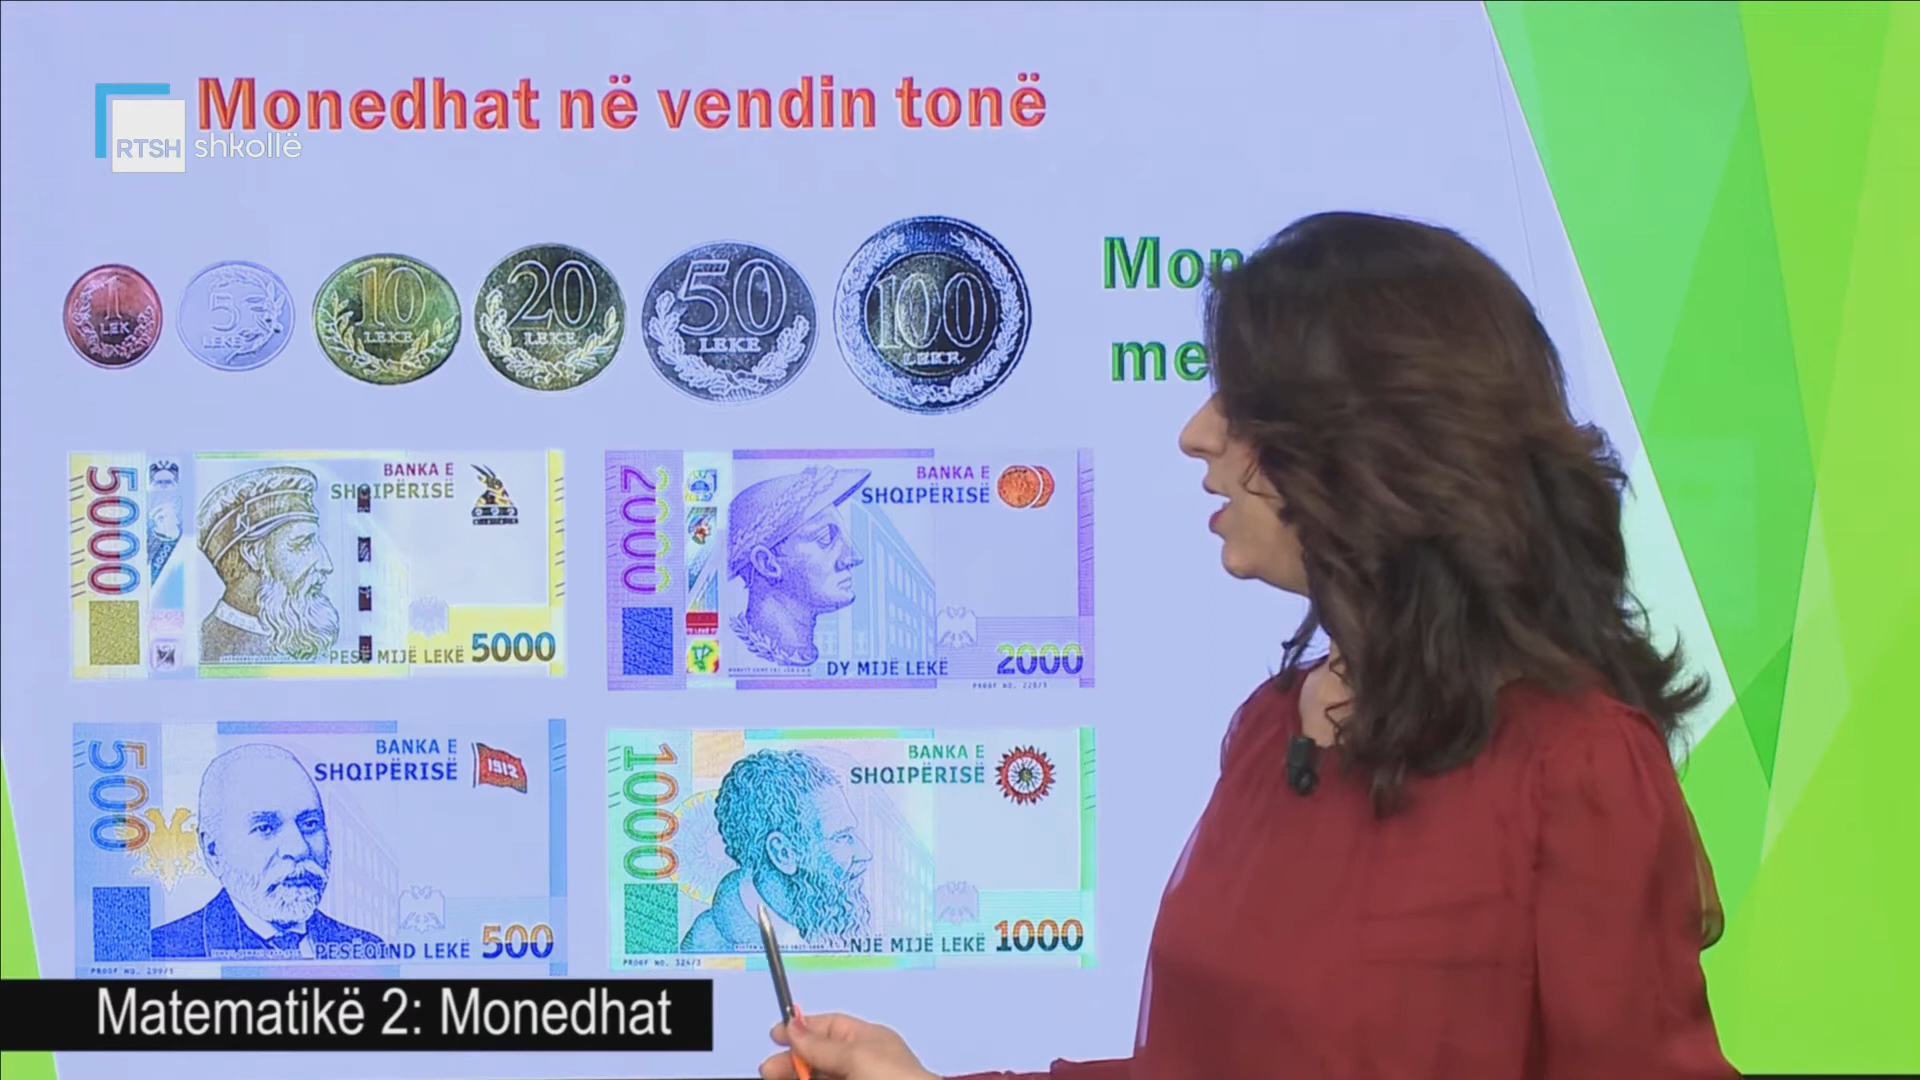 Monedhat në vendin tonë
RTSH shkollë
1
LEK
5
LEKE
10
LEKE
20
LEKE
50
LEKE
100
LEKE
5000
BANKA E
SHQIPËRISË
PESË MIJË LEKË 5000
2000
BANKA E
SHQIPËRISË
DY MIJË LEKË 2000
500
BANKA E
SHQIPËRISË
1912
PESËQIND LEKË 500
1000
BANKA E
SHQIPËRISË
NJË MIJË LEKË 1000
Matematikë 2: Monedhat